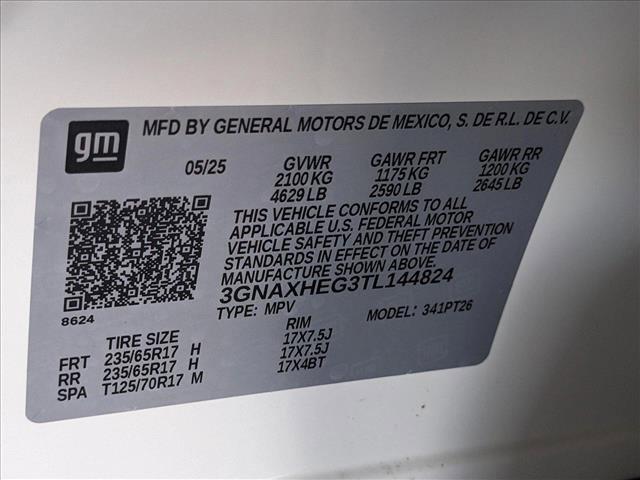 gm
MFD BY GENERAL MOTORS DE MEXICO, S. DE R.L. DE C.V.
05/25 GVWR GAWR FRT GAWR RR
2100 KG 1175 KG 1200 KG
4629 LB 2590 LB 2645 LB
THIS VEHICLE CONFORMS TO ALL
APPLICABLE U.S. FEDERAL MOTOR
VEHICLE SAFETY AND THEFT PREVENTION
STANDARDS IN EFFECT ON THE DATE OF
MANUFACTURE SHOWN ABOVE.
3GNAXHEG3TL144824
8624
TYPE: MPV MODEL: 341PT26
TIRE SIZE RIM
FRT 235/65R17 H 17X7.5J
RR 235/65R17 H 17X7.5J
SPA T125/70R17 M 17X4BT